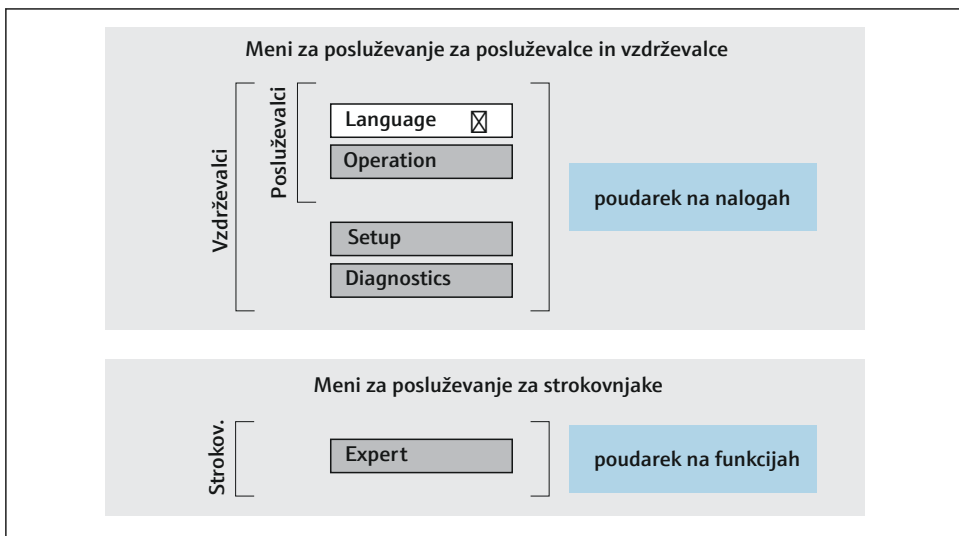 Meni za posluževanje za posluževalce in vzdrževalce
Vzdrževalci
Posluževalci
Language
Operation
Setup
Diagnostics
poudarek na nalogah
Meni za posluževanje za strokovnjake
Strokov.
Expert
poudarek na funkcijah